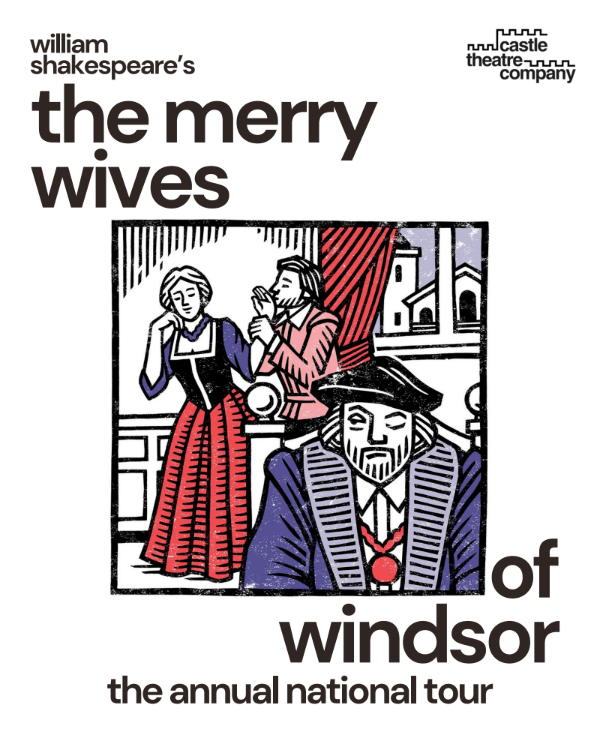 william
shakespeare's
the merry
wives
castle
theatre
company
of
windsor
the annual national tour